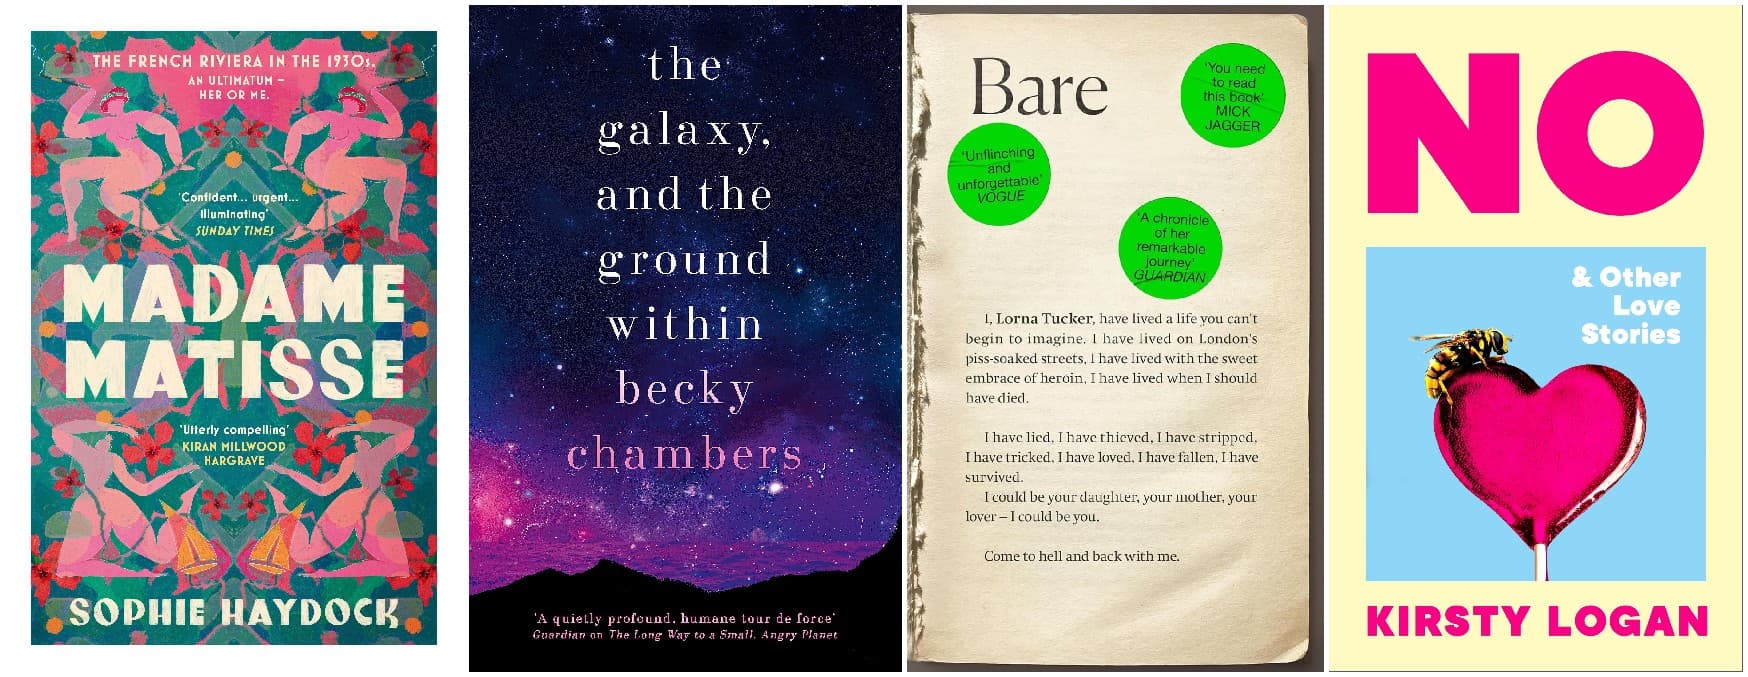 THE FRENCH RIVIERA IN THE 1930s.
AN ULTIMATUM –
HER OR ME.
'Confident... urgent...
illuminating'
SUNDAY TIMES
MADAME
MATISSE
'Utterly compelling'
KIRAN MILLWOOD
HARGRAVE
SOPHIE HAYDOCK
the
galaxy,
and the
ground
within
becky
chambers
'A quietly profound, humane tour de force'
Guardian on The Long Way to a Small, Angry Planet
Bare
'You need
to read
this book'
MICK
JAGGER
'Unflinching
and
unforgettable'
VOGUE
'A chronicle
of her
remarkable
journey'
GUARDIAN
I, Lorna Tucker, have lived a life you can't
begin to imagine. I have lived on London's
piss-soaked streets, I have lived with the sweet
embrace of heroin, I have lived when I should
have died.
I have lied, I have thieved, I have stripped,
I have tricked, I have loved, I have fallen, I have
survived.
I could be your daughter, your mother, your
lover – I could be you.
Come to hell and back with me.
NO
& Other
Love
Stories
KIRSTY LOGAN